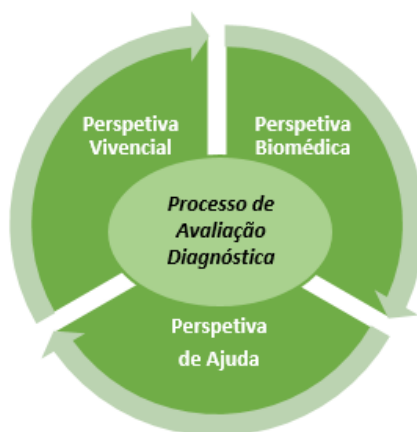 Perspetiva
Vivencial
Perspetiva
Biomédica
Processo de
Avaliação
Diagnóstica
Perspetiva
de Ajuda